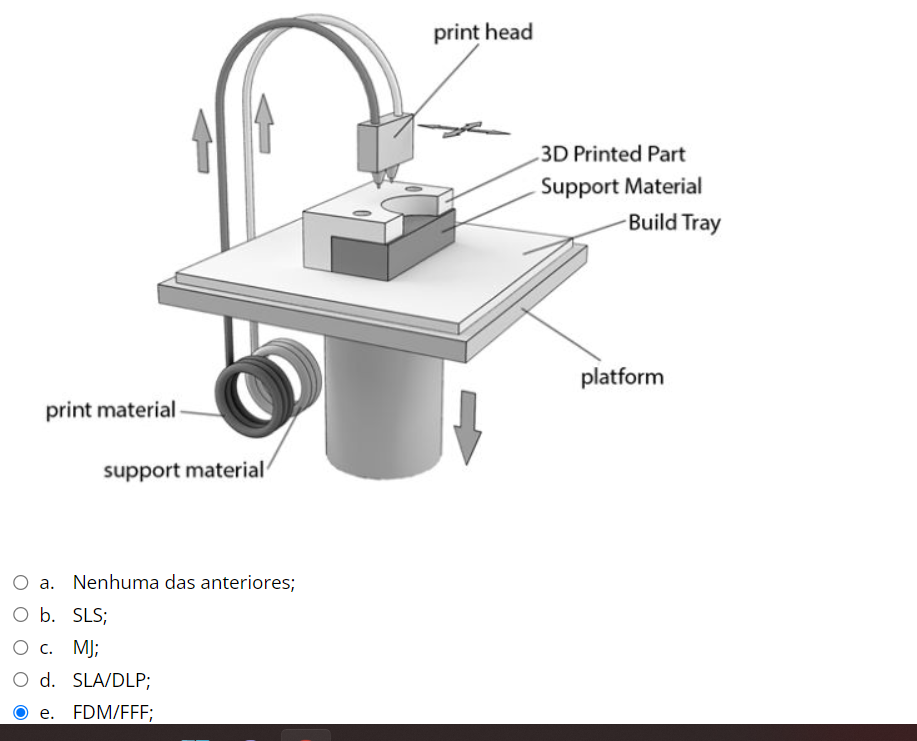 print head
3D Printed Part
Support Material
Build Tray
platform
print material
support material
a. Nenhuma das anteriores;
b. SLS;
c. MJ;
d. SLA/DLP;
e. FDM/FFF;